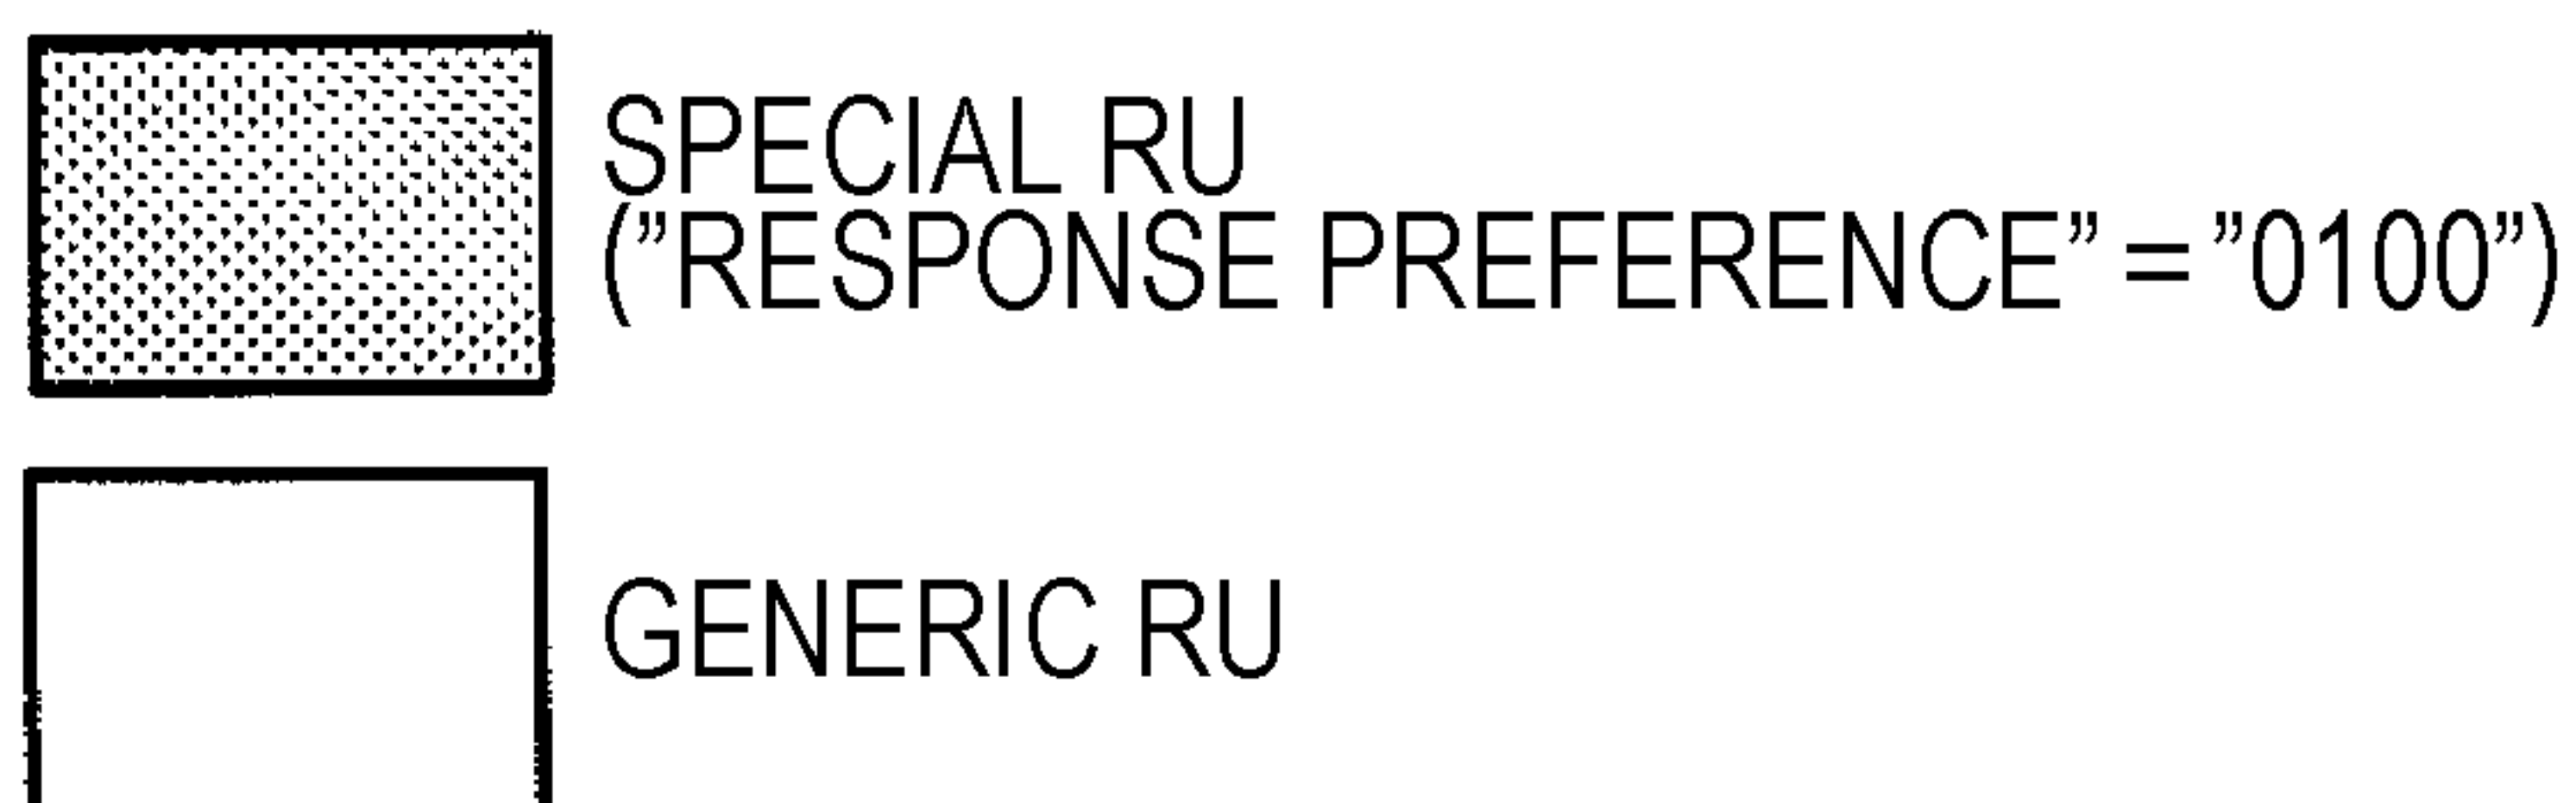 SPECIAL RU
(”RESPONSE PREFERENCE” = ”0100”)
GENERIC RU